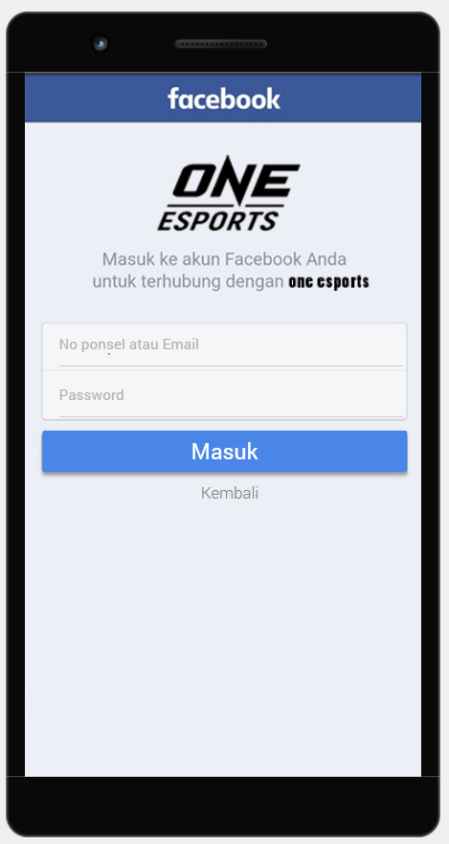 facebook
ONE
ESPORTS
Masuk ke akun Facebook Anda
untuk terhubung dengan one esports
No ponsel atau Email
Password
Masuk
Kembali